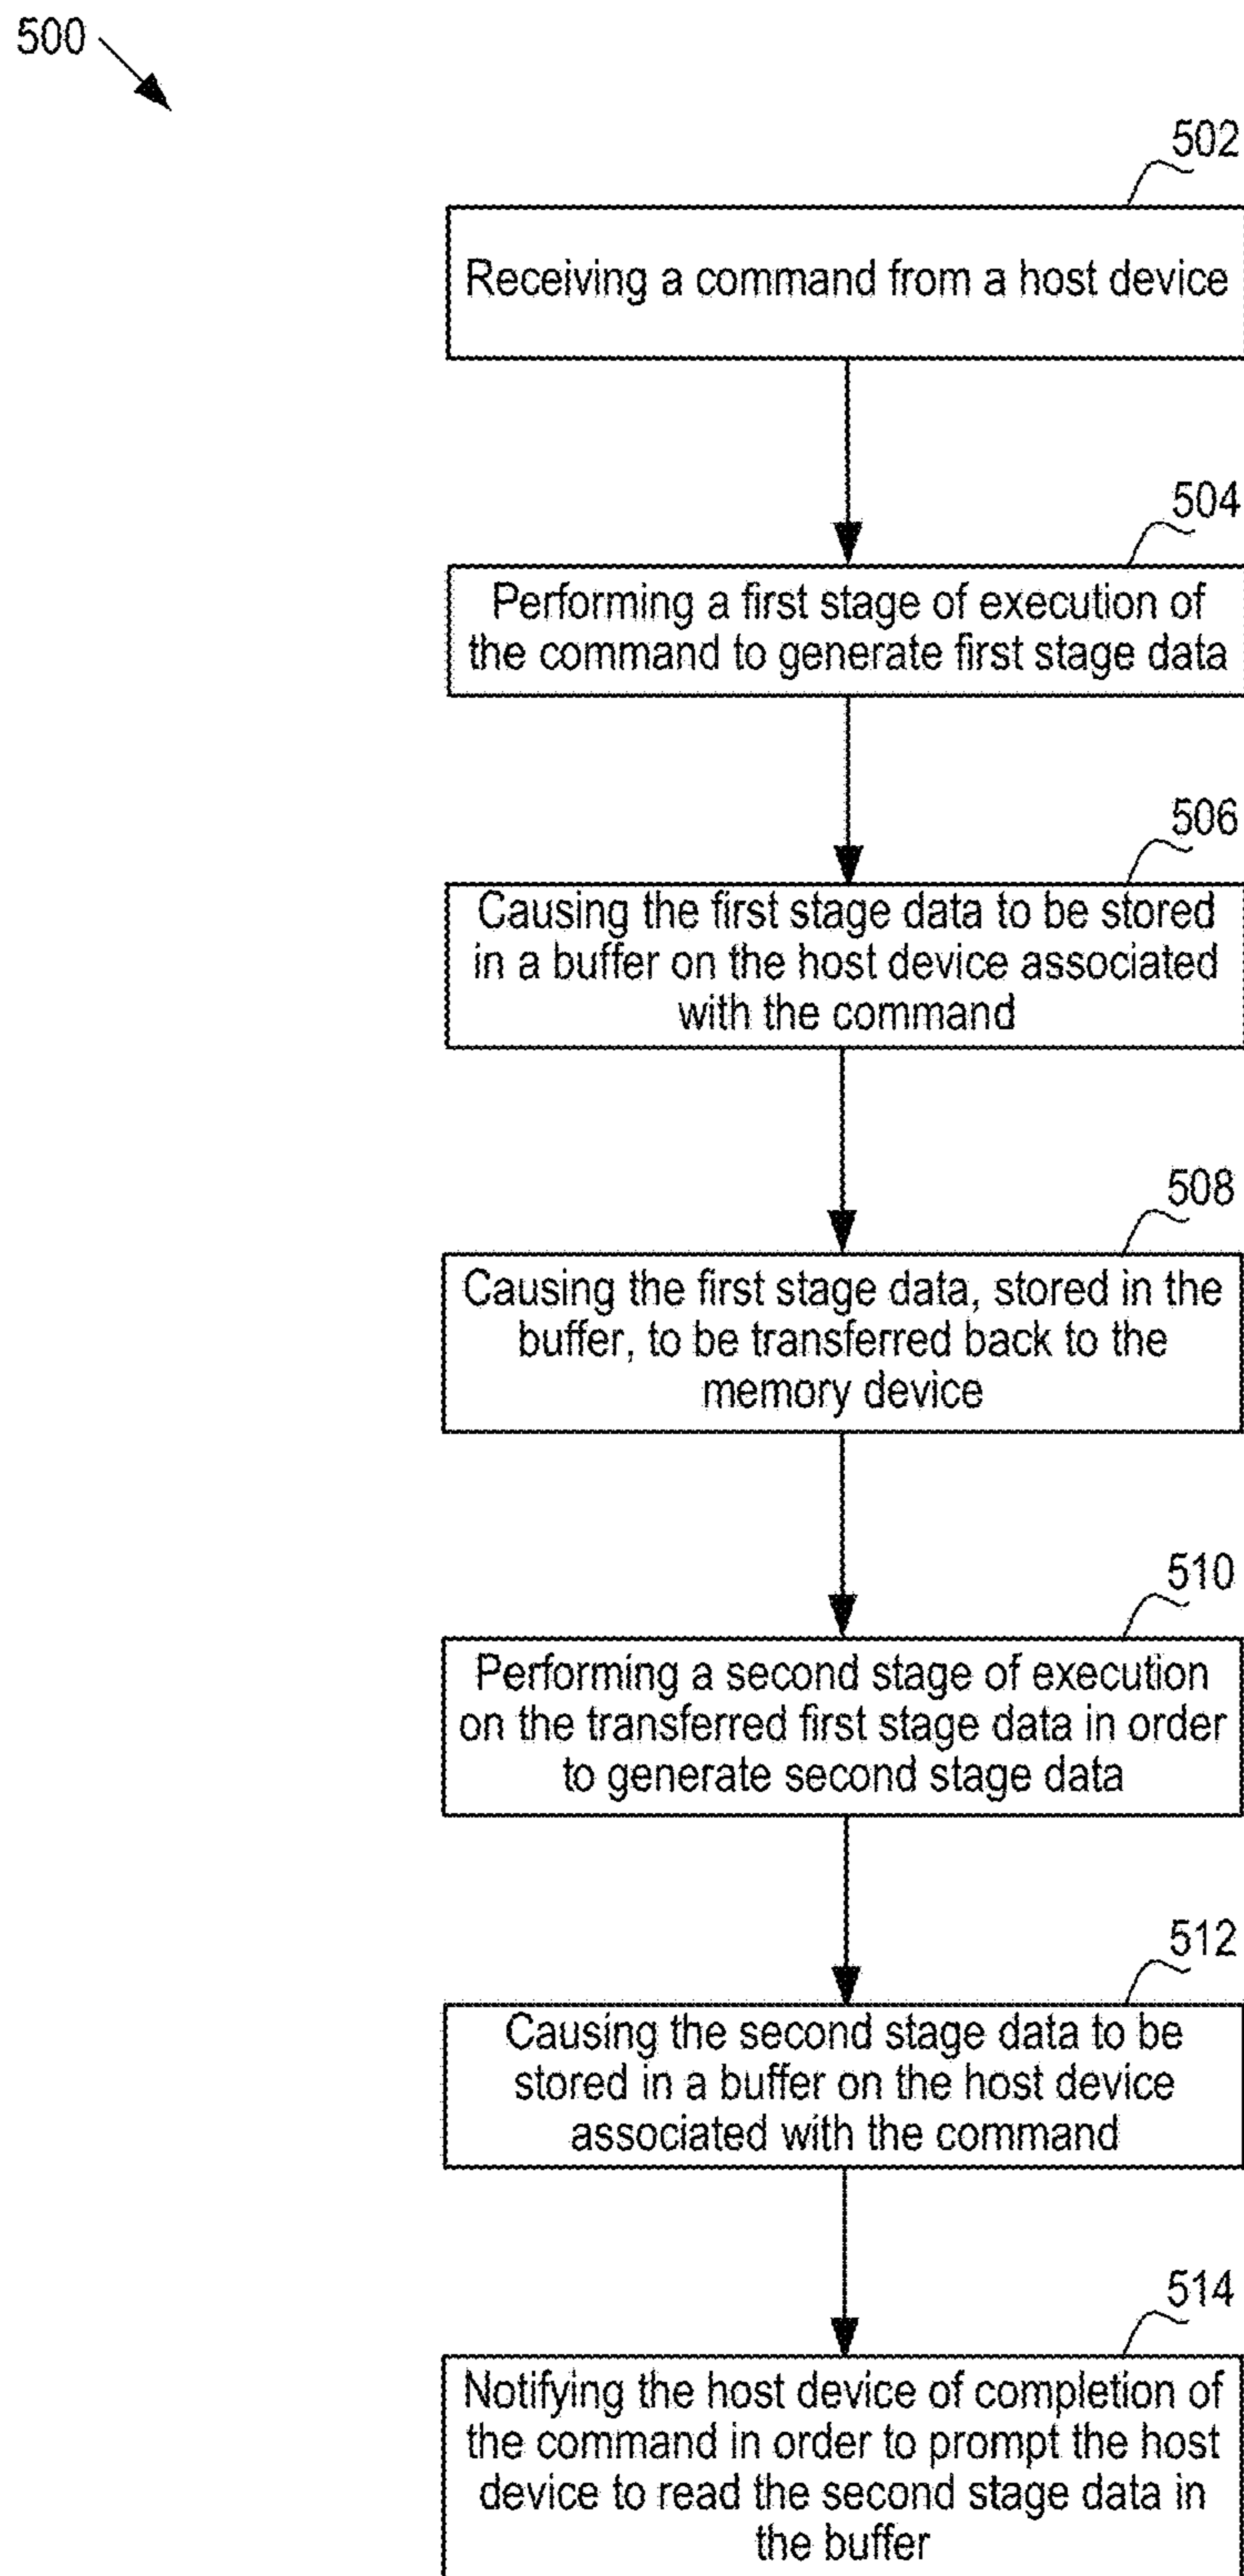 500
502
Receiving a command from a host device
504
Performing a first stage of execution of
the command to generate first stage data
506
Causing the first stage data to be stored
in a buffer on the host device associated
with the command
508
Causing the first stage data, stored in the
buffer, to be transferred back to the
memory device
510
Performing a second stage of execution
on the transferred first stage data in order
to generate second stage data
512
Causing the second stage data to be
stored in a buffer on the host device
associated with the command
514
Notifying the host device of completion of
the command in order to prompt the host
device to read the second stage data in
the buffer